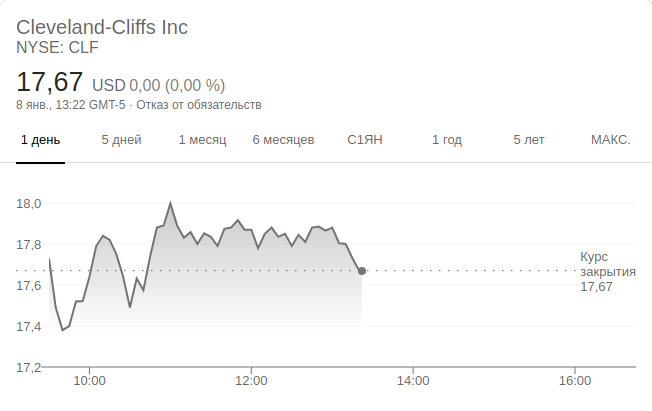 Cleveland-Cliffs Inc
NYSE: CLF
17,67 USD 0,00 (0,00 %)
8 янв., 13:22 GMT-5 · Отказ от обязательств
1 день 5 дней 1 месяц 6 месяцев С1ЯН 1 год 5 лет МАКС.
18,0
17,8
Курс
закрытия
17,67
17,6
17,4
17,2
10:00 12:00 14:00 16:00